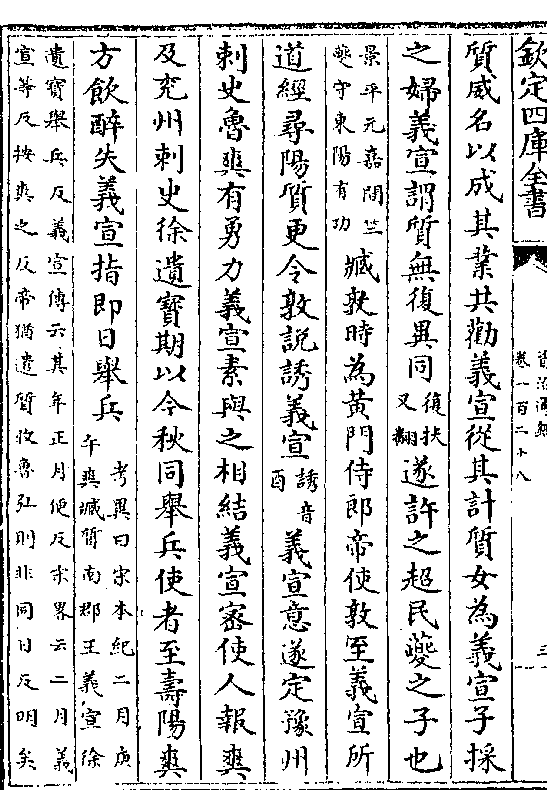 欽定四庫全書
資治通鑑
卷一百二十八
三
質威名以成其業共勸義宣從其計質女為義宣子採
之婦義宣謂質無復異同
復扶
又翻
遂許之超民夔之子也
景平元嘉間竺
夔守東陽有功
臧敦時為黃門侍郎帝使敦至義宣所
道經尋陽質更令敦説誘義宣
誘音
酉
義宣意遂定豫州
刺史魯爽有勇力義宣素與之相結義宣宻使人報爽
及兖州刺史徐遺寶期以今秋同舉兵使者至壽陽爽
方飲醉失義宣指即日舉兵
考異曰宋本紀二月庚
午爽臧質南郡王義宣徐
遺寶舉兵反義宣傳云其年正月便反宋畧云二月義
宣等反按爽之反帝猶遣質收魯弘則非同日反明矣